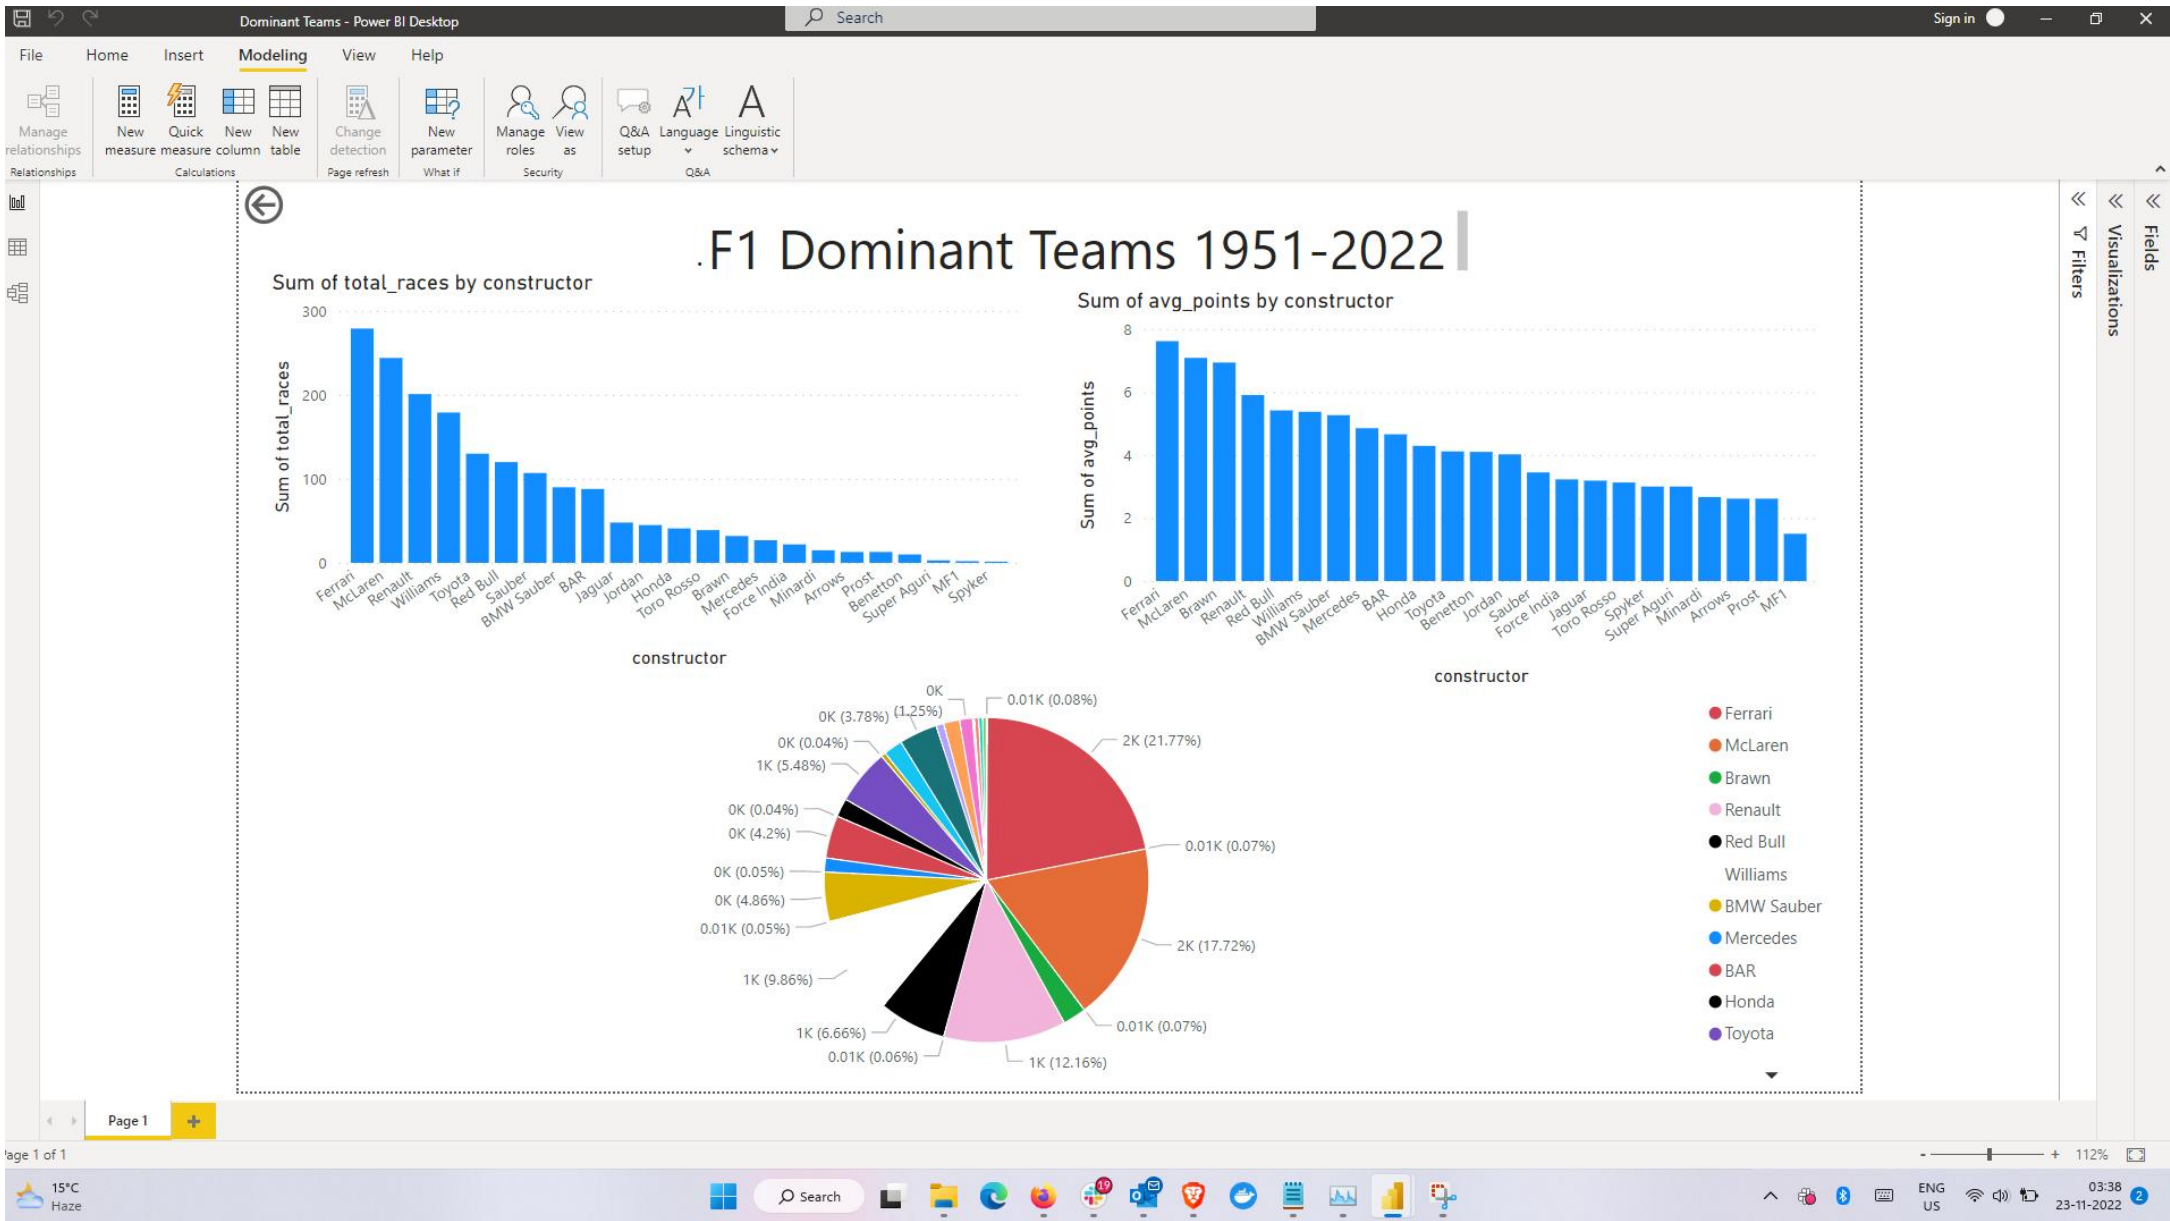 Dominant Teams - Power BI Desktop
Search
Sign in
File Home Insert Modeling View Help
Manage relationships
New measure
Quick measure
New column
New table
Change detection
New parameter
Manage roles
View as
Q&A setup
Language
Linguistic schema
Relationships
Calculations
Page refresh
What if
Security
Q&A
.F1 Dominant Teams 1951-2022
Sum of total_races by constructor
Sum of total_races
300
200
100
0
Ferrari
McLaren
Renault
Williams
Toyota
Red Bull
Sauber
BMW Sauber
BAR
Jaguar
Jordan
Honda
Toro Rosso
Brawn
Mercedes
Force India
Minardi
Arrows
Prost
Benetton
Super Aguri
MF1
Spyker
constructor
Sum of avg_points by constructor
Sum of avg_points
8
6
4
2
0
Ferrari
McLaren
Brawn
Renault
Red Bull
Williams
BMW Sauber
Mercedes
BAR
Honda
Toyota
Benetton
Jordan
Sauber
Force India
Jaguar
Toro Rosso
Spyker
Super Aguri
Minardi
Arrows
Prost
MF1
constructor
0K
(1.25%)
0.01K (0.08%)
0K (3.78%)
2K (21.77%)
0K (0.04%)
1K (5.48%)
0K (0.04%)
0K (4.2%)
0.01K (0.07%)
0K (0.05%)
0K (4.86%)
0.01K (0.05%)
2K (17.72%)
1K (9.86%)
0.01K (0.07%)
1K (6.66%)
0.01K (0.06%)
1K (12.16%)
Ferrari
McLaren
Brawn
Renault
Red Bull
Williams
BMW Sauber
Mercedes
BAR
Honda
Toyota
Filters
Visualizations
Fields
Page 1
age 1 of 1
112%
15°C
Haze
Search
19
ENG
US
03:38
23-11-2022
2